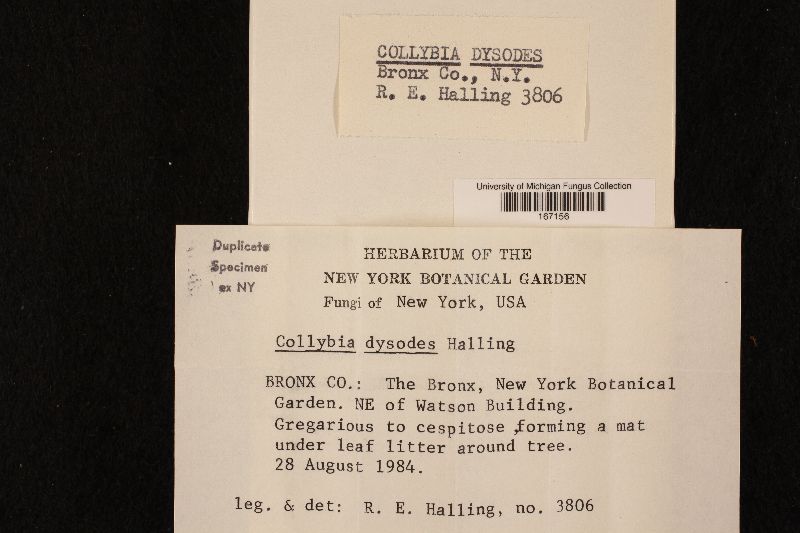 COLLYBIA DYSODES
Bronx Co., N.Y.
R. E. Halling 3806
University of Michigan Fungus Collection
167156
Duplicate
Specimen
ex NY
HERBARIUM OF THE
NEW YORK BOTANICAL GARDEN
Fungi of New York, USA
Collybia dysodes Halling
BRONX CO.: The Bronx, New York Botanical
Garden. NE of Watson Building.
Gregarious to cespitose ,forming a mat
under leaf litter around tree.
28 August 1984.
leg. & det: R. E. Halling, no. 3806